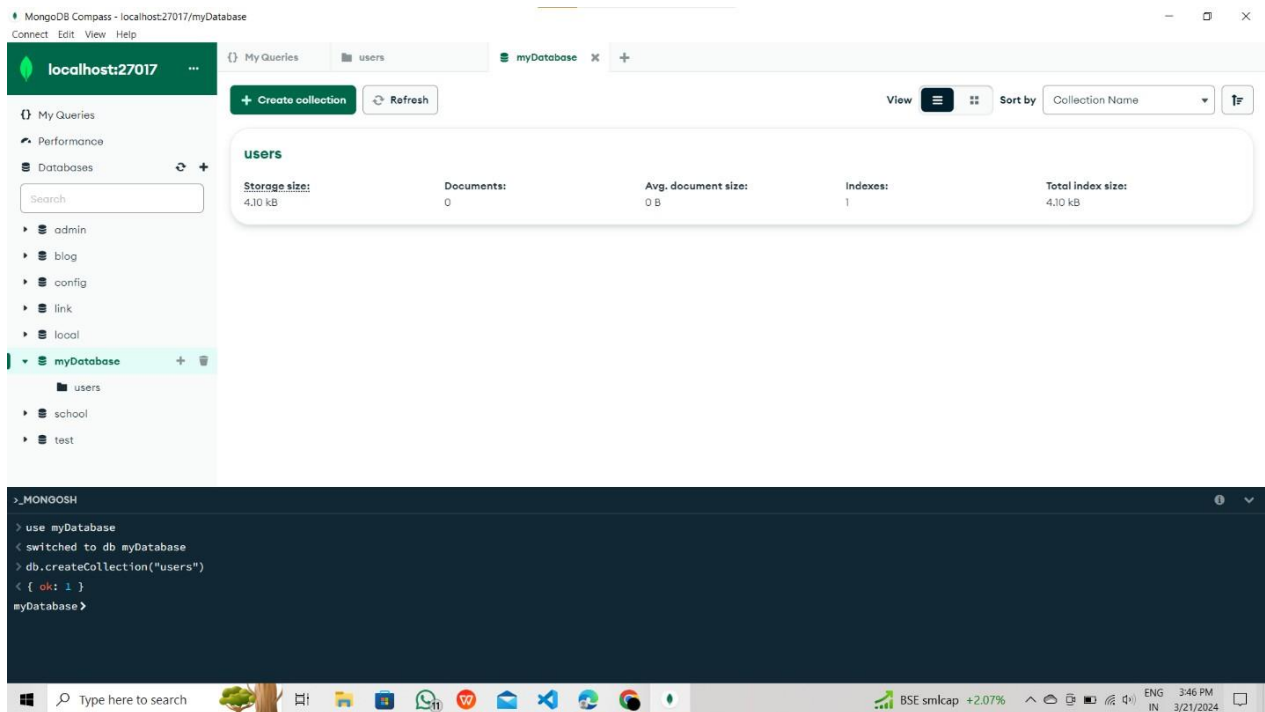 MongoDB Compass - localhost:27017/myDatabase
Connect Edit View Help
localhost:27017 ...
{} My Queries
Performance
Databases
Search
admin
blog
config
link
local
myDatabase
users
school
test
{} My Queries users myDatabase
Create collection Refresh View Sort by Collection Name
users
Storage size: Documents: Avg. document size: Indexes: Total index size:
4.10 kB 0 0 B 1 4.10 kB
>_MONGOSH
> use myDatabase
< switched to db myDatabase
> db.createCollection("users")
< { ok: 1 }
myDatabase>
Type here to search 11 W BSE smlcap +2.07% ENG 3:46 PM
IN 3/21/2024